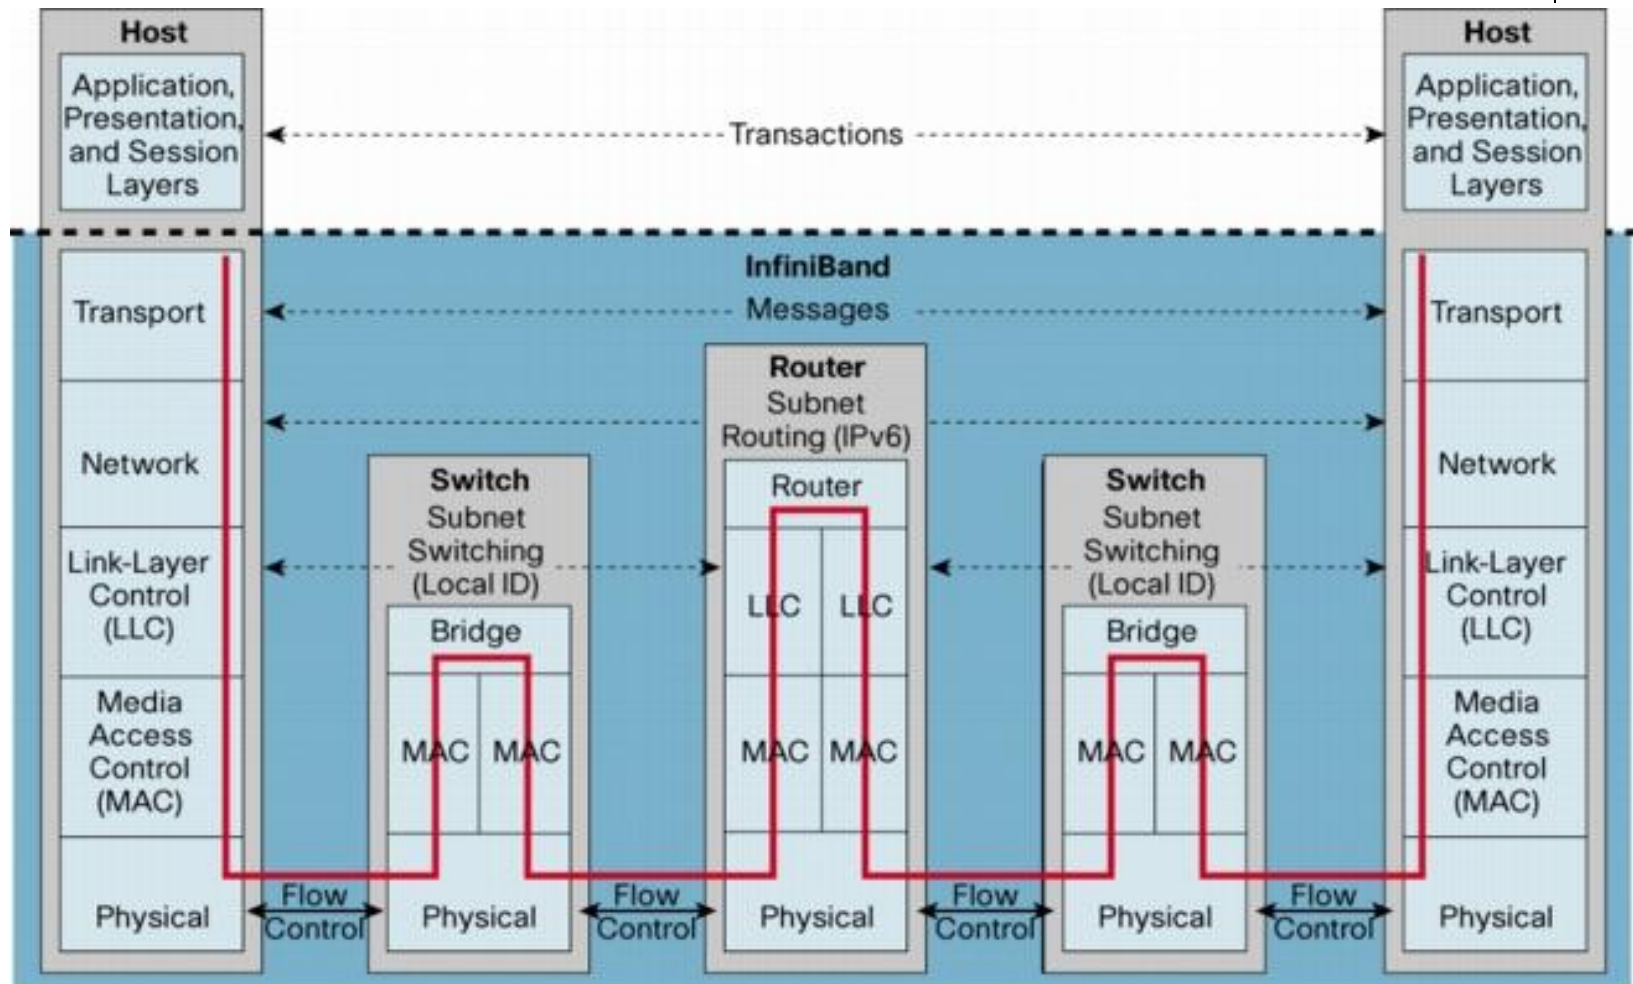 Host
Application,
Presentation,
and Session
Layers
Transactions
Host
Application,
Presentation,
and Session
Layers
InfiniBand
Messages
Transport
Network
Link-Layer
Control
(LLC)
Media
Access
Control
(MAC)
Physical
Flow
Control
Switch
Subnet
Switching
(Local ID)
Bridge
MAC
MAC
Physical
Flow
Control
Router
Subnet
Routing (IPv6)
Router
LLC
LLC
MAC
MAC
Physical
Flow
Control
Switch
Subnet
Switching
(Local ID)
Bridge
MAC
MAC
Physical
Flow
Control
Transport
Network
Link-Layer
Control
(LLC)
Media
Access
Control
(MAC)
Physical